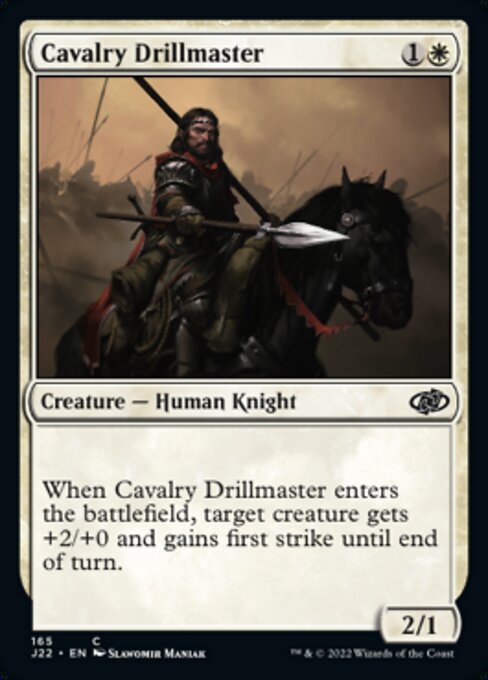 Cavalry Drillmaster 1
Creature — Human Knight
When Cavalry Drillmaster enters
the battlefield, target creature gets
+2/+0 and gains first strike until end
of turn.
2/1
165 C
J22 • EN Slawomir Maniak
™ & © 2022 Wizards of the Coast